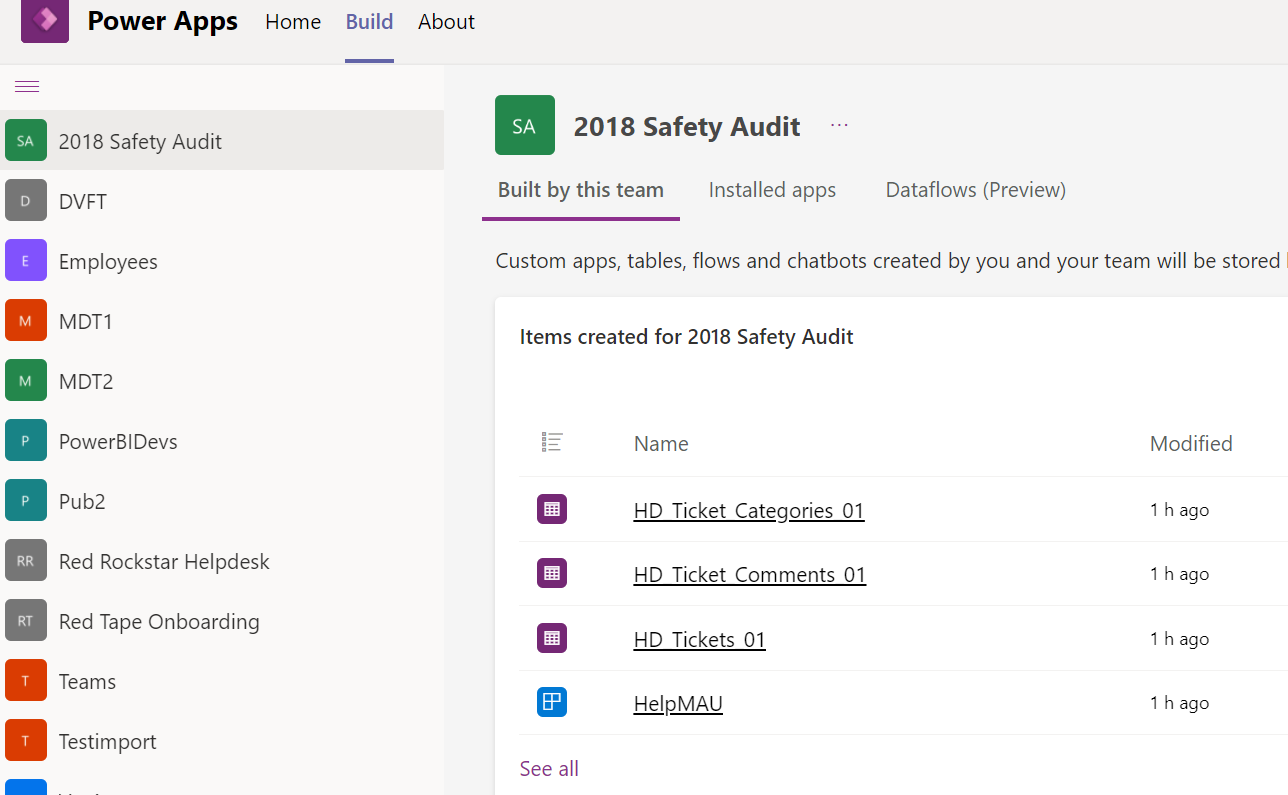 Power Apps Home Build About
SA 2018 Safety Audit
D DVFT
E Employees
M MDT1
M MDT2
P PowerBIDevs
P Pub2
RR Red Rockstar Helpdesk
RT Red Tape Onboarding
T Teams
T Testimport
SA 2018 Safety Audit ...
Built by this team Installed apps Dataflows (Preview)
Custom apps, tables, flows and chatbots created by you and your team will be stored
Items created for 2018 Safety Audit
Name Modified
HD_Ticket_Categories_01 1 h ago
HD_Ticket_Comments_01 1 h ago
HD_Tickets_01 1 h ago
HelpMAU 1 h ago
See all